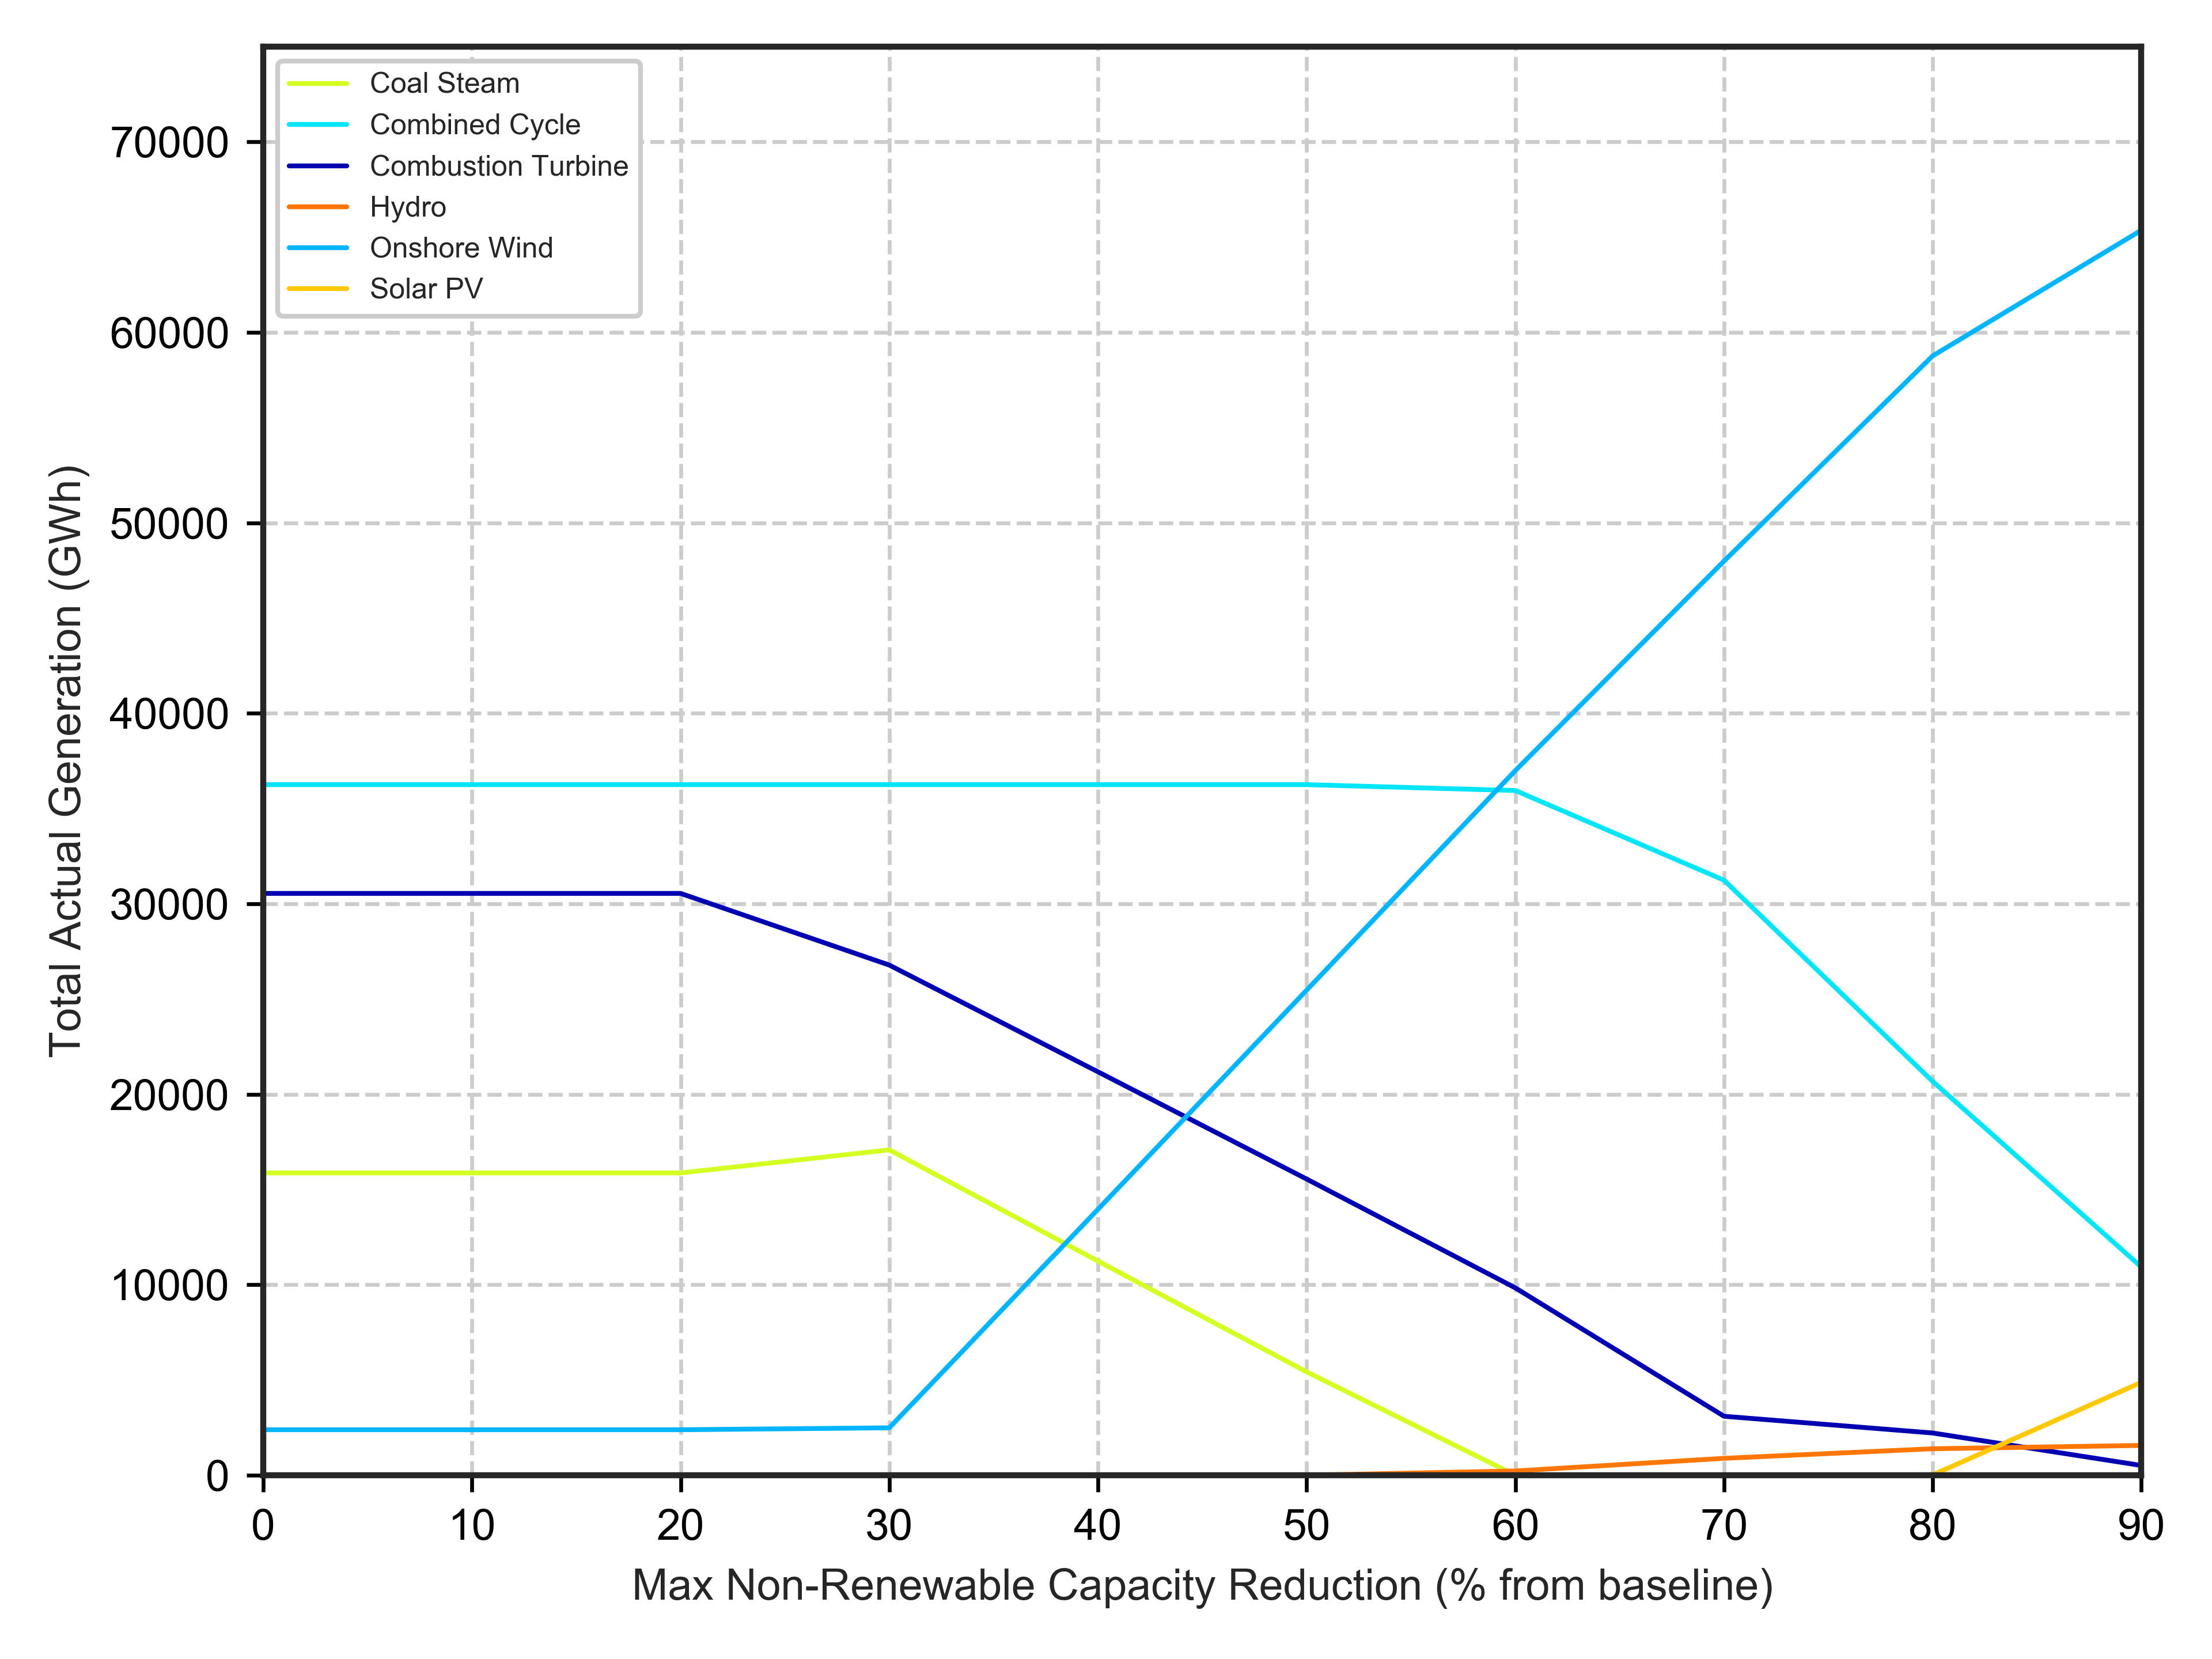 Coal Steam
Combined Cycle
Combustion Turbine
Hydro
Onshore Wind
Solar PV
70000
60000
50000
40000
30000
20000
10000
0
Total Actual Generation (GWh)
0 10 20 30 40 50 60 70 80 90
Max Non-Renewable Capacity Reduction (% from baseline)